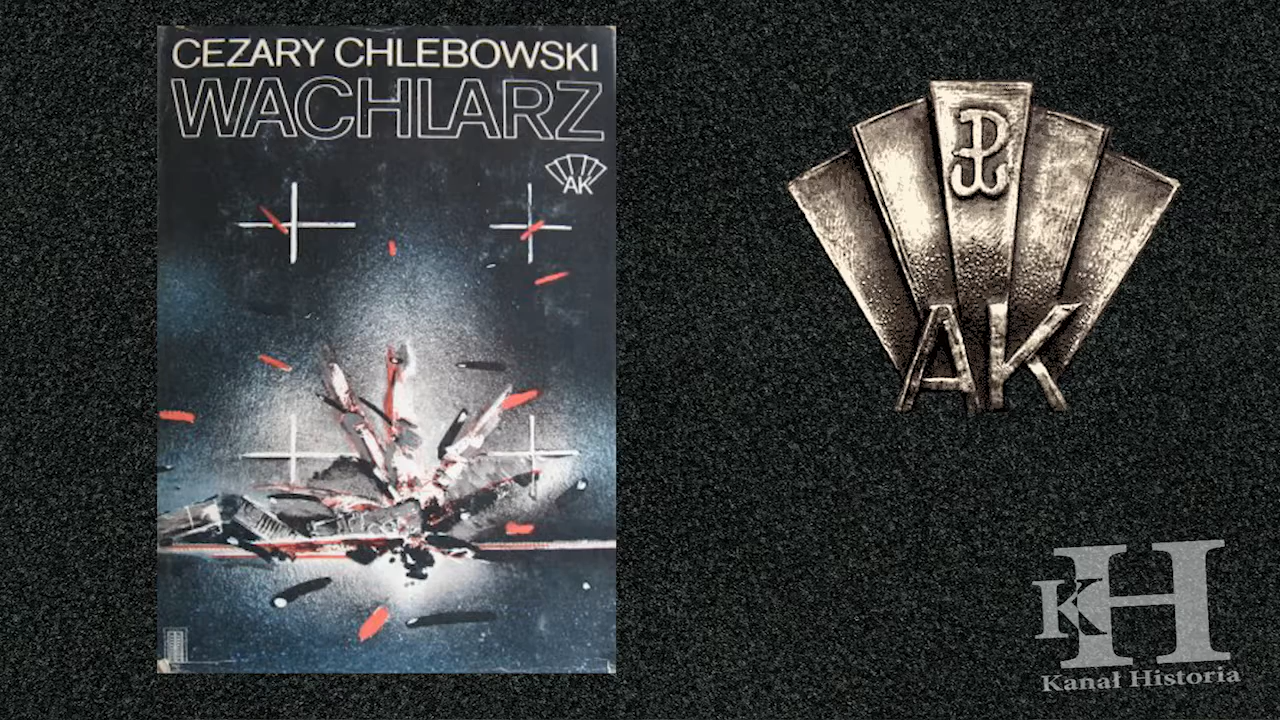 CEZARY CHLEBOWSKI
WACHLARZ
AK
AK
KH
Kanał Historia